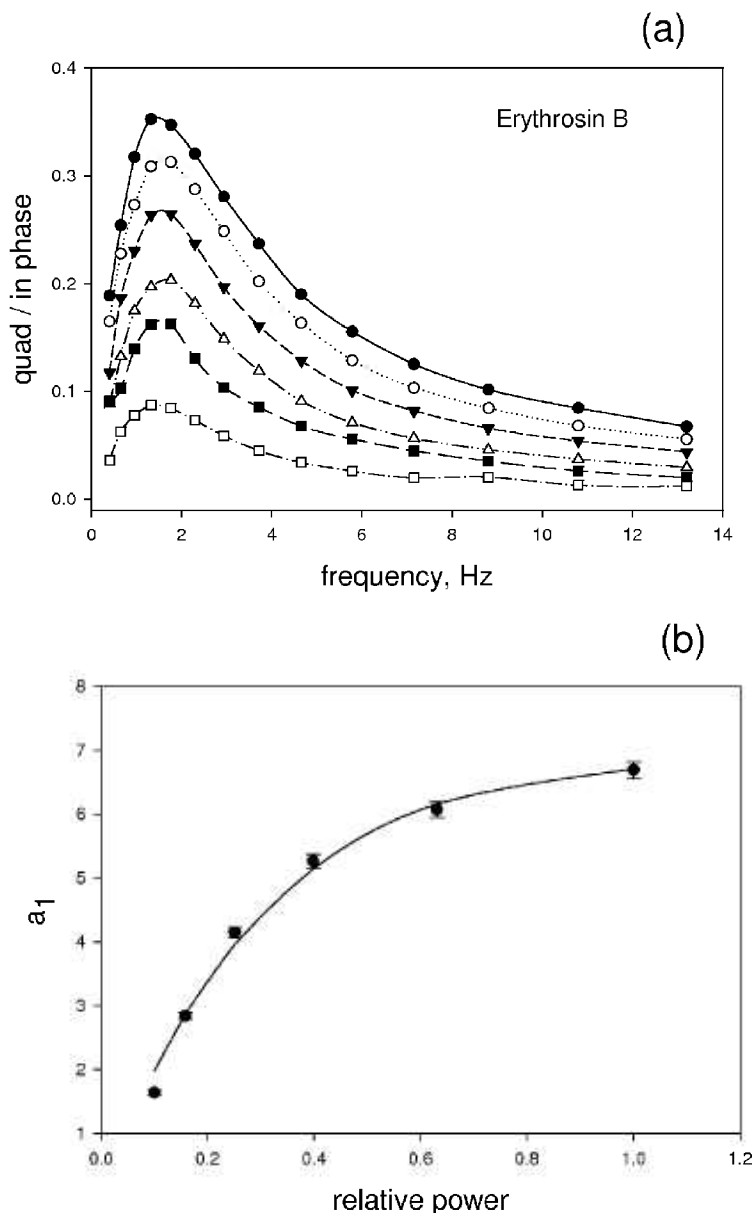 (a)
0.4
0.3
0.2
0.1
0.0
quad / in phase
Erythrosin B
0 2 4 6 8 10 12 14
frequency, Hz
(b)
8
7
6
5
4
3
2
1
a1
0.0 0.2 0.4 0.6 0.8 1.0 1.2
relative power